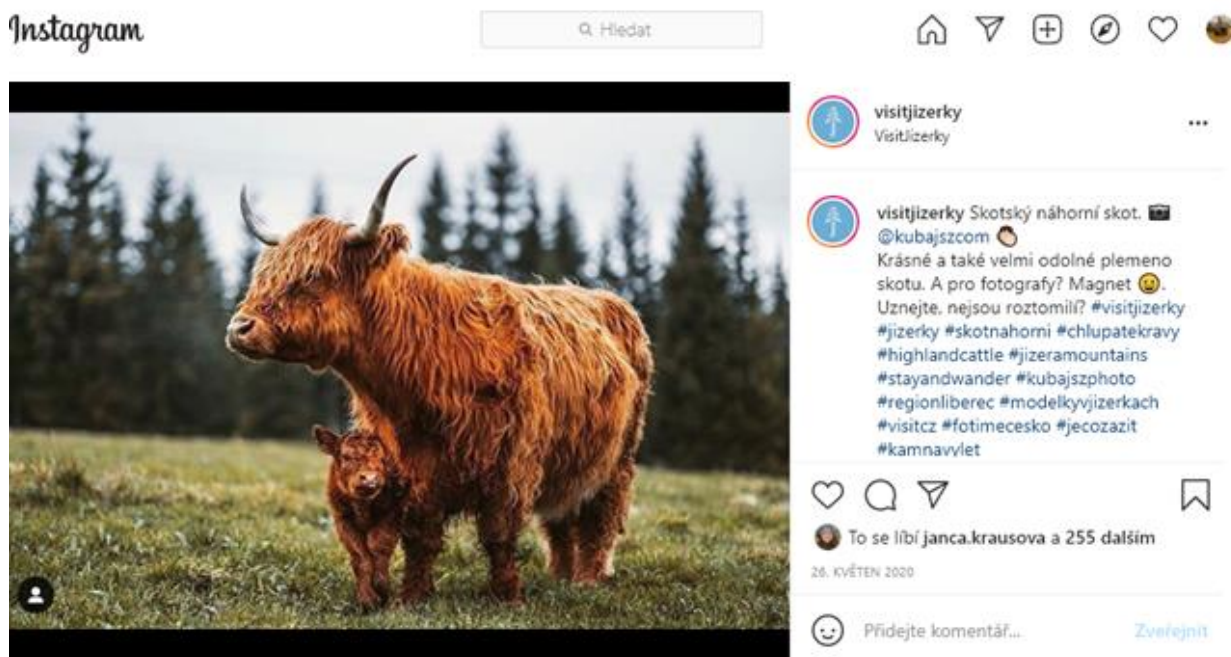 Instagram
Hledat
visitjizerky
VisitJizerky
visitjizerky Skotský náhorní skot.
@kubajszcom
Krásné a také velmi odolné plemeno
skotu. A pro fotografy? Magnet.
Uznejte, nejsou roztomilí? #visitjizerky
#jizerky #skotnahorni #chlupatekravy
#highlandcattle #jizeramountains
#stayandwander #kubajszphoto
#regionliberec #modelkyvjizerkach
#visitcz #fotimecesko #jecozazit
#kamnavylet
To se líbí janca.krausova a 255 dalším
26. KVĚTEN 2020
Přidejte komentář...
Zveřejnit